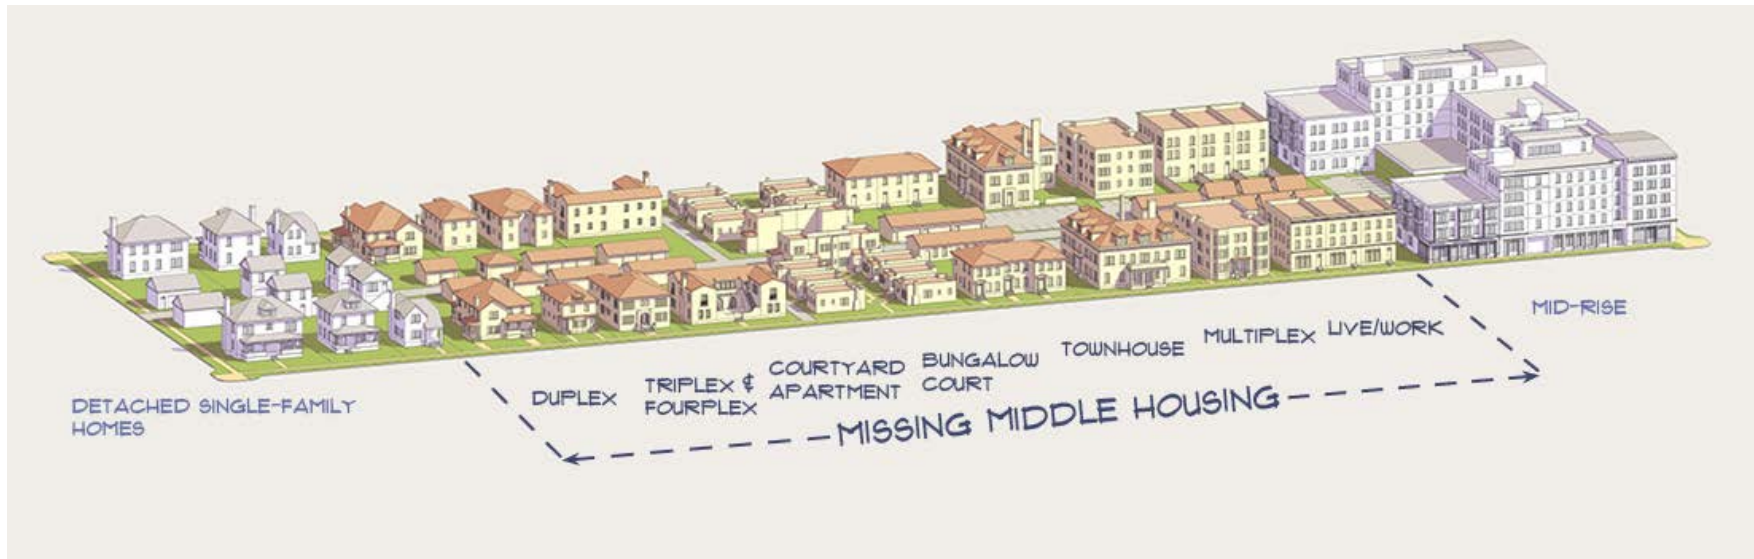 DETACHED SINGLE-FAMILY
HOMES
DUPLEX
TRIPLEX &
FOURPLEX
COURTYARD
APARTMENT
BUNGALOW
COURT
TOWNHOUSE
MULTIPLEX
LIVE/WORK
MID-RISE
MISSING MIDDLE HOUSING